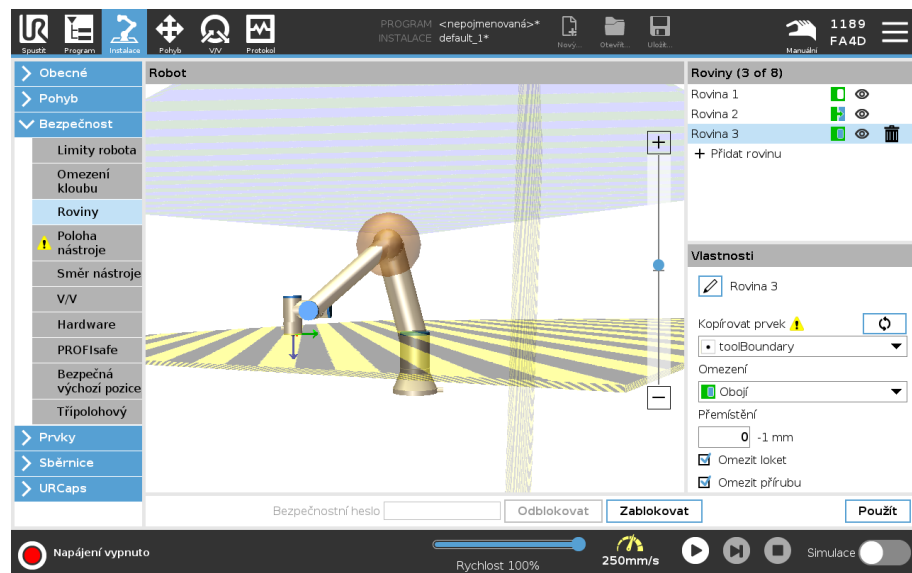 PROGRAM <nepojmenovaná>*
INSTALACE default_1*
Spustit Program Instalace Pohyb V/V Protokol Nový... Otevřít... Uložit... Manuální
1189
FA4D
Obecné
Pohyb
Bezpečnost
Limity robota
Omezení
kloubu
Roviny
Poloha
nástroje
Směr nástroje
V/V
Hardware
PROFIsafe
Bezpečná
výchozí pozice
Třípolohový
Prvky
Sběrnice
URCaps
Robot
Roviny (3 of 8)
Rovina 1
Rovina 2
Rovina 3
+ Přidat rovinu
Vlastnosti
Rovina 3
Kopírovat prvek
toolBoundary
Omezení
Obojí
Přemístění
0 -1 mm
Omezit loket
Omezit přírubu
Bezpečnostní heslo Odblokovat Zablokovat Použít
Napájení vypnuto
Rychlost 100%
250mm/s
Simulace